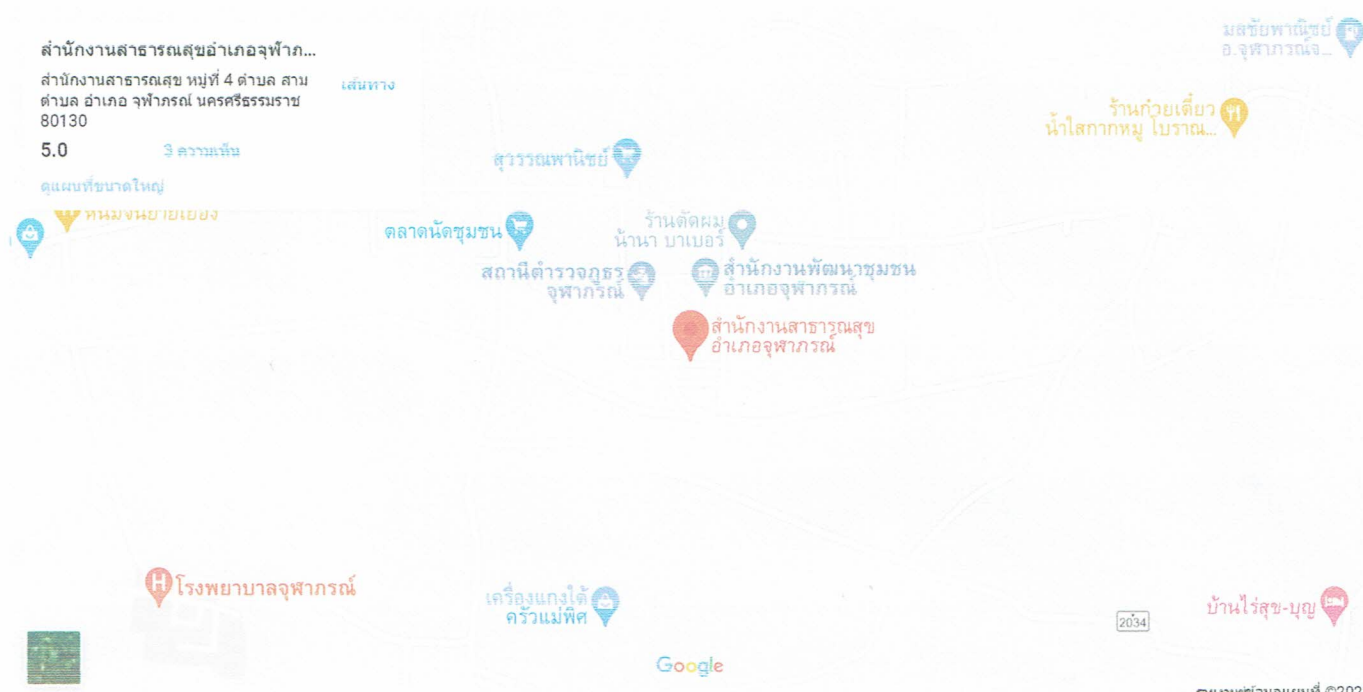 สำนักงานสาธารณสุขอำเภอจุฬาภ...
สำนักงานสาธารณสุข หมู่ที่ 4 ตำบล สาม
ตำบล อำเภอ จุฬาภรณ์ นครศรีธรรมราช
80130
เส้นทาง
5.0
3 ความเห็น
ดูแผนที่ขนาดใหญ่
มลชัยพาณิชย์
อ.จุฬาภรณ์จ...
ร้านก๋วยเตี๋ยว
น้ำใสกากหมู โบราณ...
สุวรรณพานิชย์
ตลาดนัดชุมชน
ร้านตัดผม
น้านา บาเบอร์
สถานีตำรวจภูธร
จุฬาภรณ์
สำนักงานพัฒนาชุมชน
อำเภอจุฬาภรณ์
สำนักงานสาธารณสุข
อำเภอจุฬาภรณ์
H
โรงพยาบาลจุฬาภรณ์
เครื่องแกงใต้
ครัวแม่พิศ
บ้านไร่สุข-บุญ
2034
Google